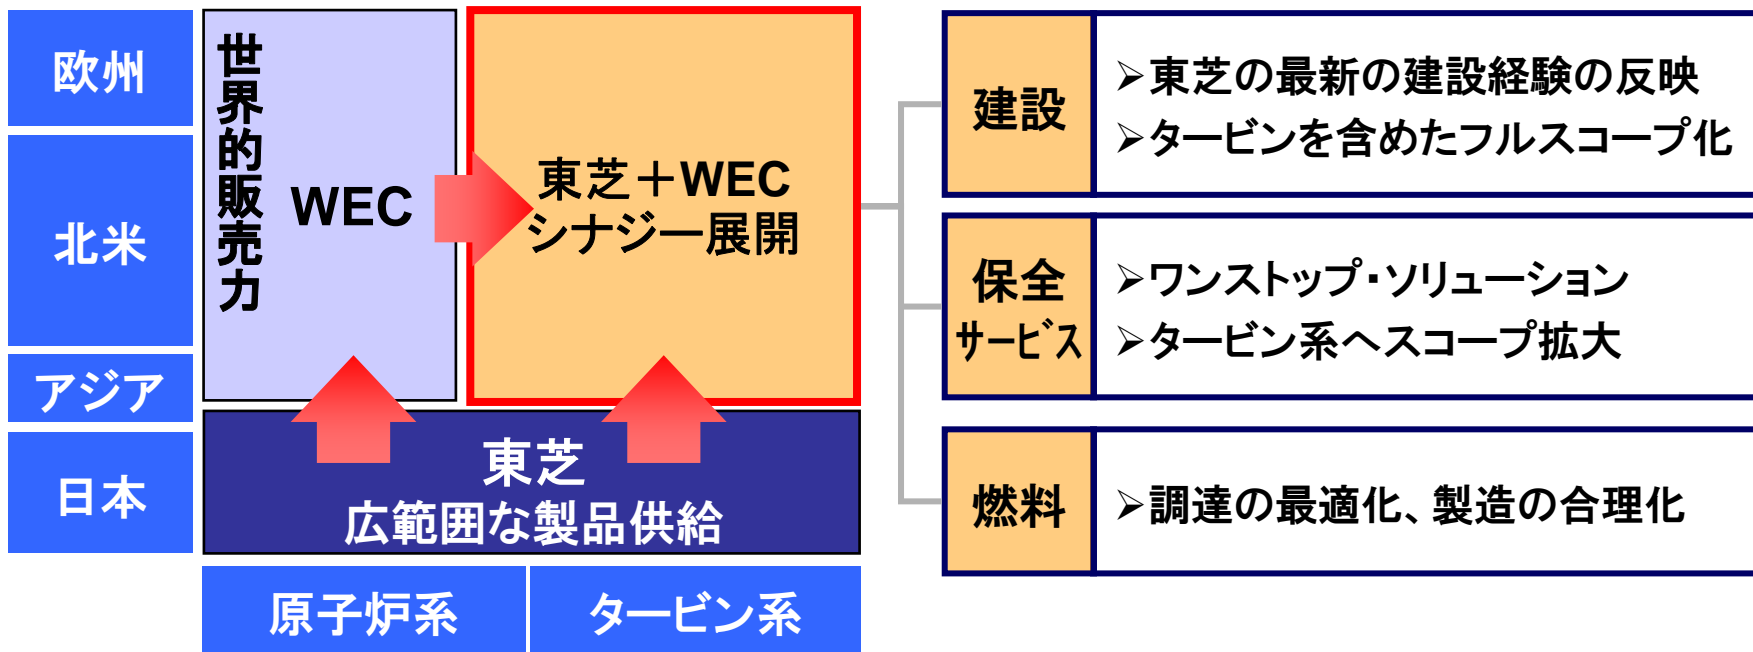 欧州
北米
アジア
日本
世界的販売力
WEC
東芝＋WEC
シナジー展開
東芝
広範囲な製品供給
原子炉系
タービン系
建設
➢東芝の最新の建設経験の反映
➢タービンを含めたフルスコープ化
保全
ｻｰﾋﾞｽ
➢ワンストップ・ソリューション
➢タービン系へスコープ拡大
燃料
➢調達の最適化、製造の合理化